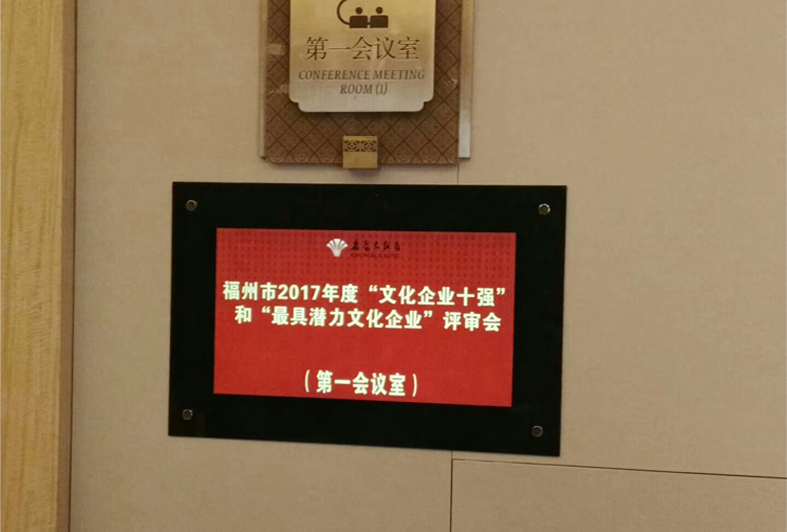 第一会议室
CONFERENCE MEETING
ROOM (1)
福州市2017年度“文化企业十强”
和“最具潜力文化企业”评审会
(第一会议室)